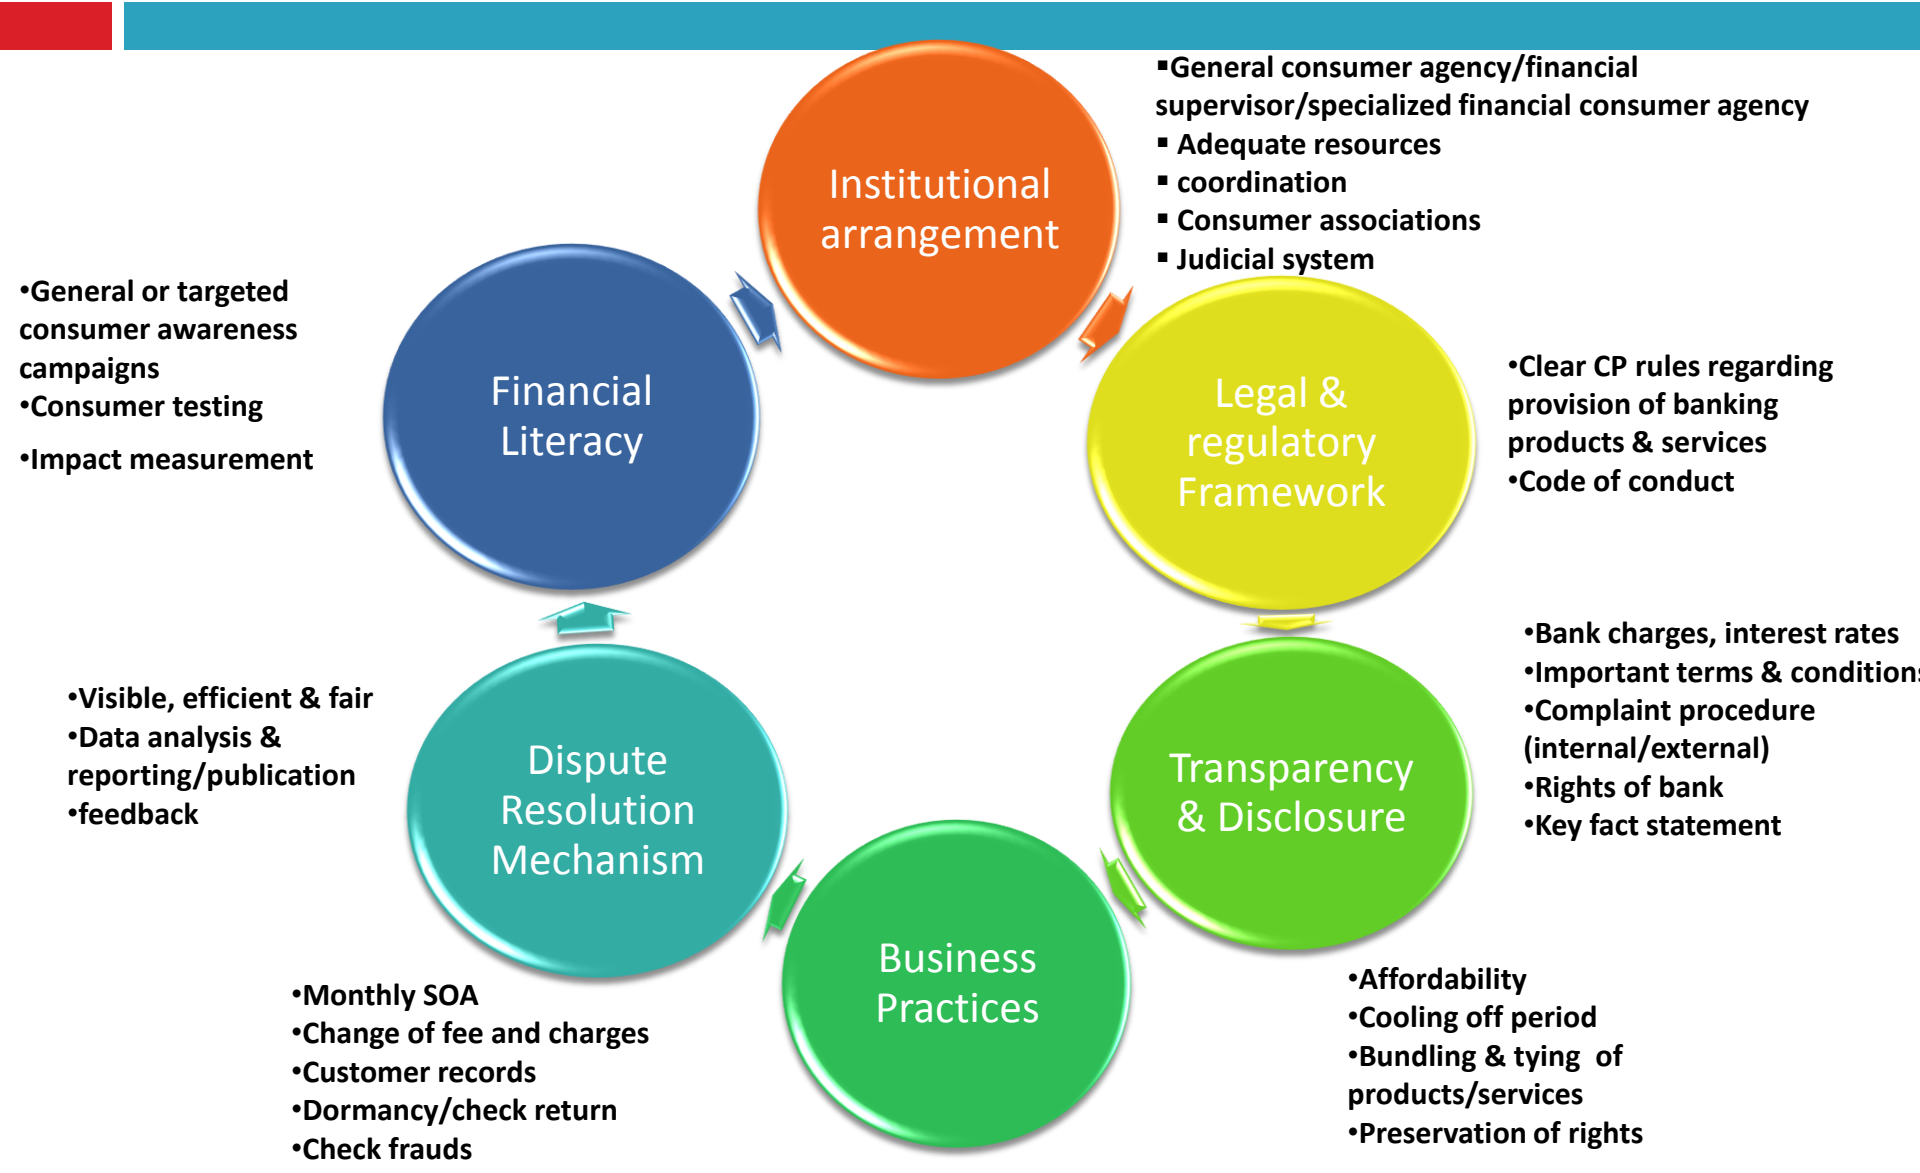 Institutional
arrangement
▪General consumer agency/financial
supervisor/specialized financial consumer agency
▪ Adequate resources
▪ coordination
▪ Consumer associations
▪ Judicial system
Legal &
regulatory
Framework
•Clear CP rules regarding
provision of banking
products & services
•Code of conduct
Transparency
& Disclosure
•Bank charges, interest rates
•Important terms & conditions
•Complaint procedure
(internal/external)
•Rights of bank
•Key fact statement
Business
Practices
•Affordability
•Cooling off period
•Bundling & tying of
products/services
•Preservation of rights
•Monthly SOA
•Change of fee and charges
•Customer records
•Dormancy/check return
•Check frauds
Dispute
Resolution
Mechanism
•Visible, efficient & fair
•Data analysis &
reporting/publication
•feedback
Financial
Literacy
•General or targeted
consumer awareness
campaigns
•Consumer testing
•Impact measurement